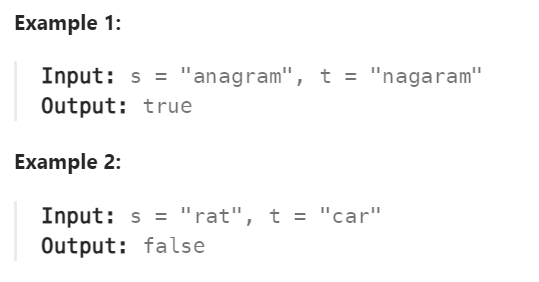 Example 1:
Input: s = "anagram", t = "nagaram"
Output: true
Example 2:
Input: s = "rat", t = "car"
Output: false